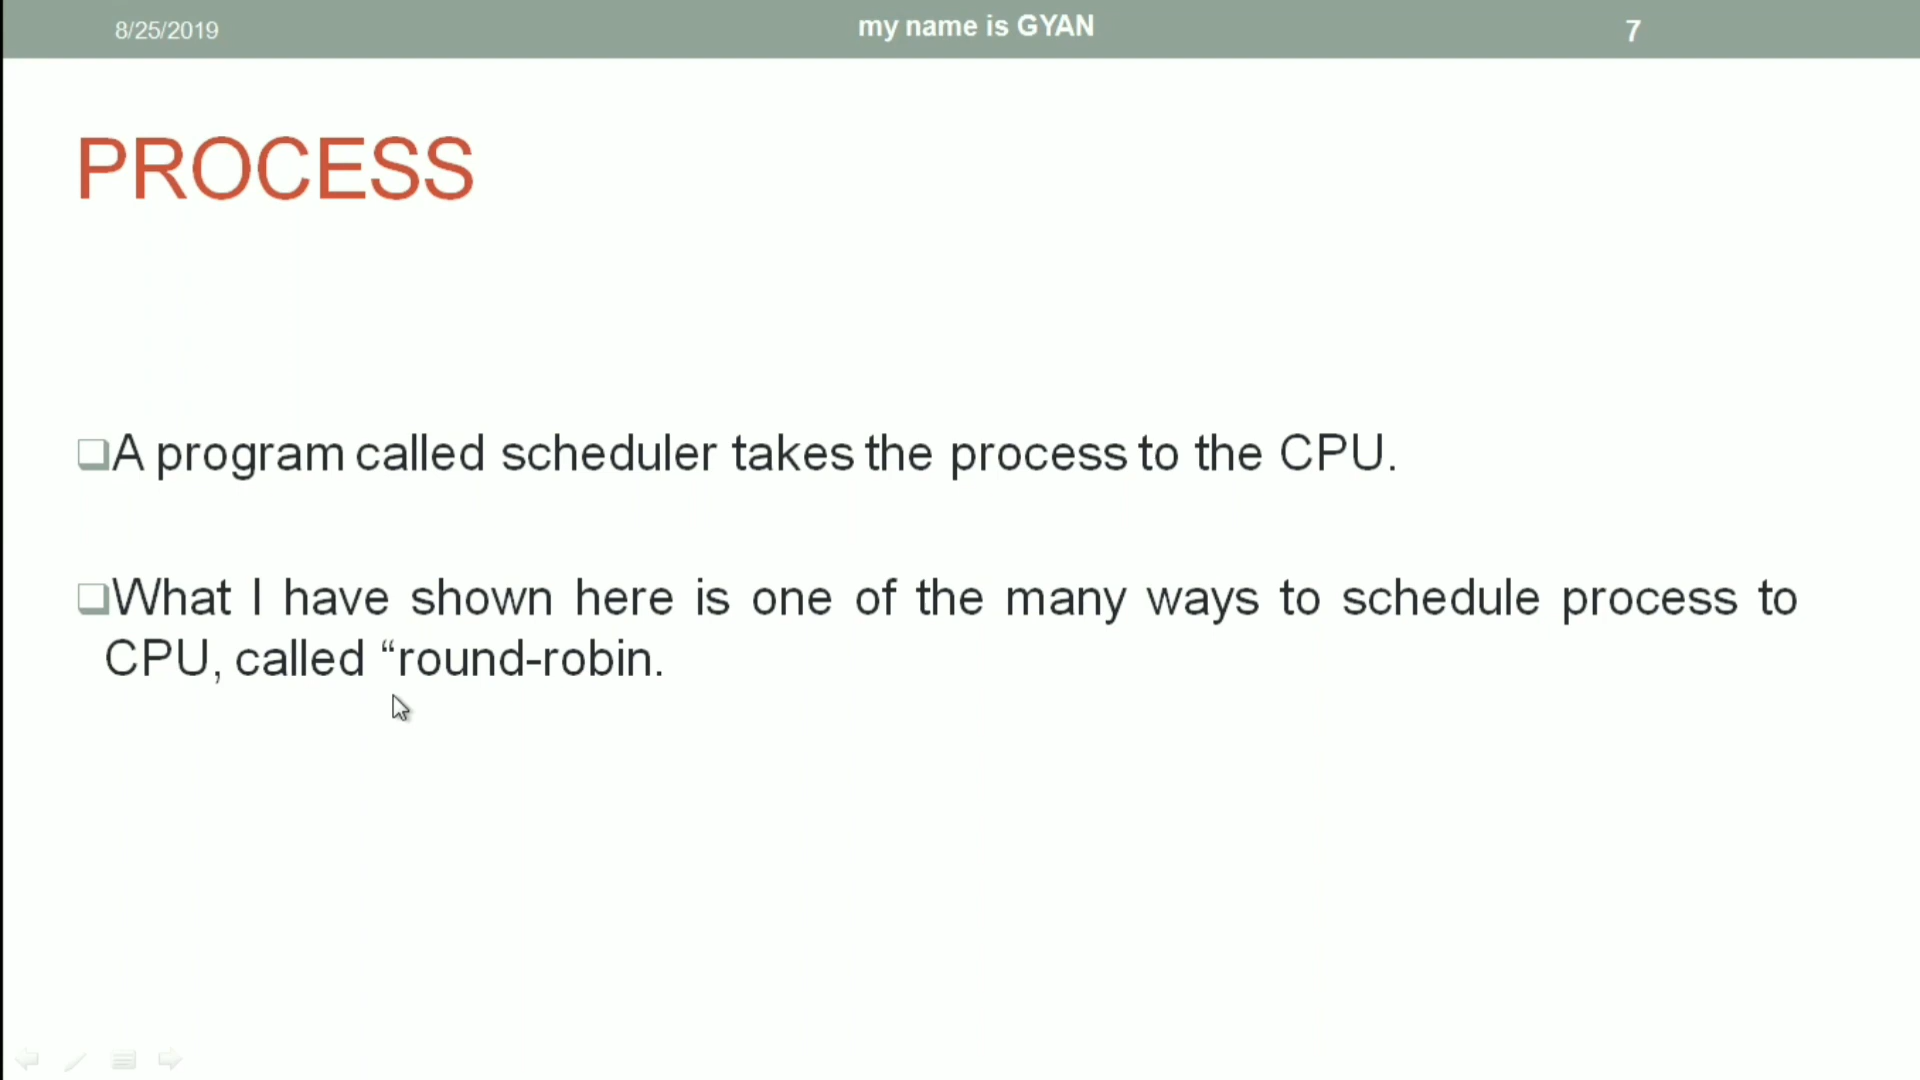 8/25/2019
my name is GYAN
7
PROCESS
A program called scheduler takes the process to the CPU.
What I have shown here is one of the many ways to schedule process to
CPU, called “round-robin.